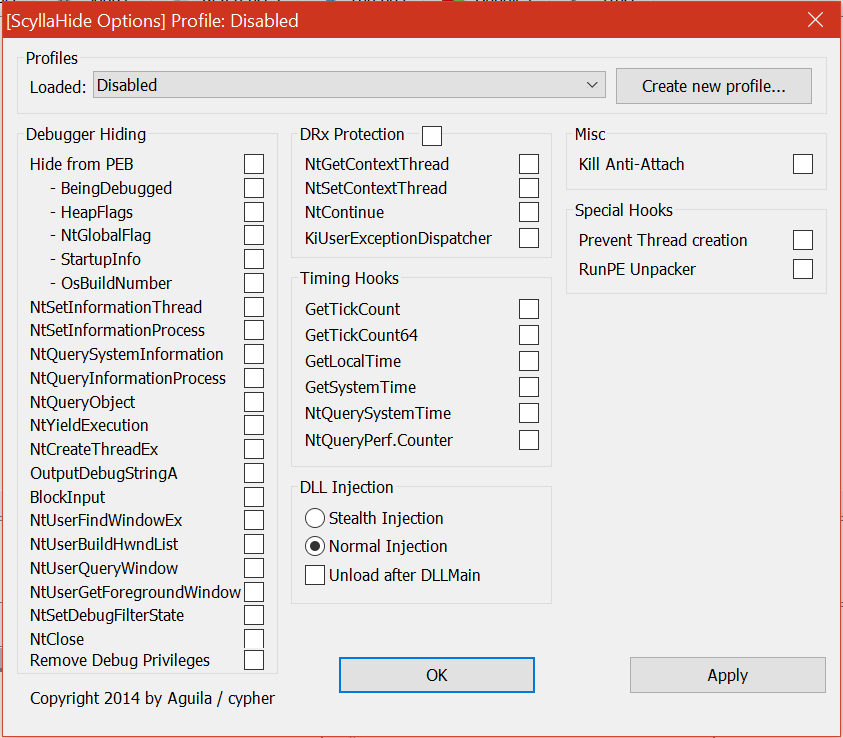 [ScyllaHide Options] Profile: Disabled
Profiles
Loaded:
Disabled
Create new profile...
Debugger Hiding
Hide from PEB
- BeingDebugged
- HeapFlags
- NtGlobalFlag
- StartupInfo
- OsBuildNumber
NtSetInformationThread
NtSetInformationProcess
NtQuerySystemInformation
NtQueryInformationProcess
NtQueryObject
NtYieldExecution
NtCreateThreadEx
OutputDebugStringA
BlockInput
NtUserFindWindowEx
NtUserBuildHwndList
NtUserQueryWindow
NtUserGetForegroundWindow
NtSetDebugFilterState
NtClose
Remove Debug Privileges
DRx Protection
NtGetContextThread
NtSetContextThread
NtContinue
KiUserExceptionDispatcher
Timing Hooks
GetTickCount
GetTickCount64
GetLocalTime
GetSystemTime
NtQuerySystemTime
NtQueryPerf.Counter
DLL Injection
Stealth Injection
Normal Injection
Unload after DLLMain
Misc
Kill Anti-Attach
Special Hooks
Prevent Thread creation
RunPE Unpacker
OK
Apply
Copyright 2014 by Aguila / cypher